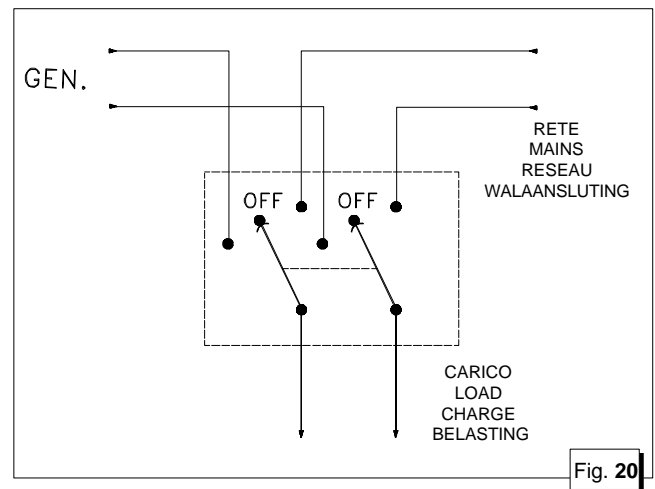 GEN.
RETE
MAINS
RESEAU
WALAANSLUTING
OFF OFF
CARICO
LOAD
CHARGE
BELASTING
Fig. 20